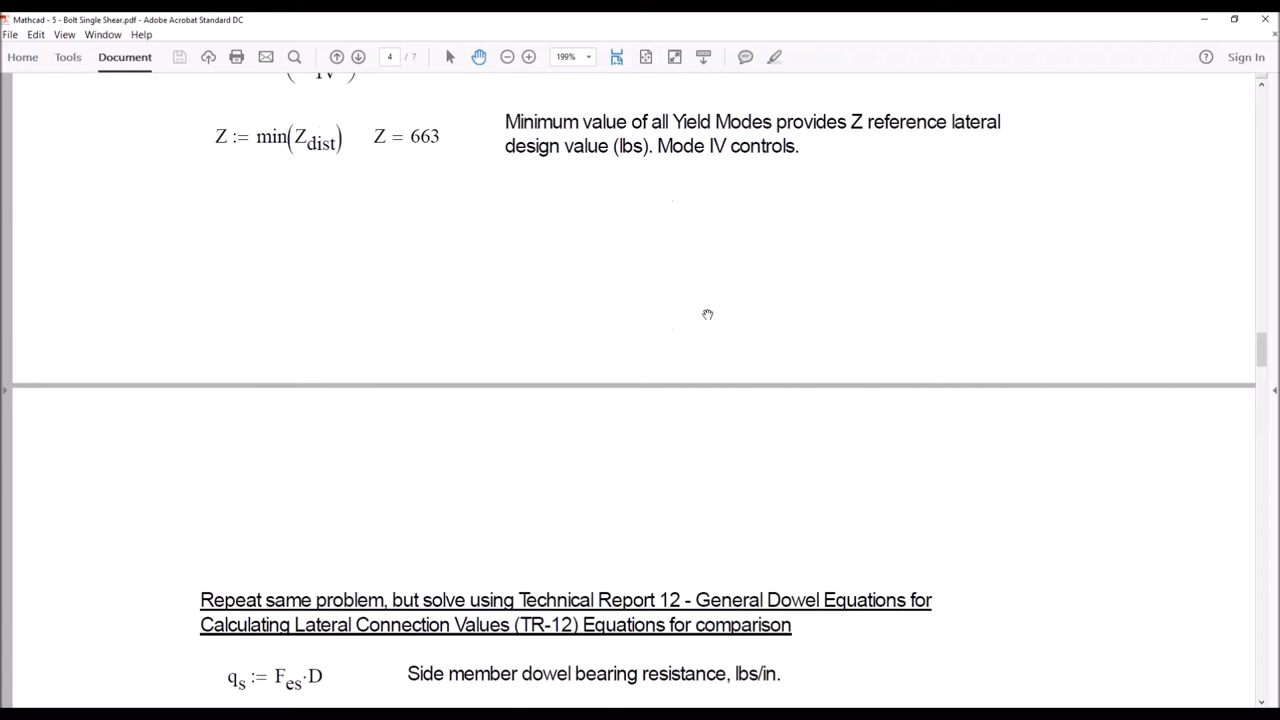 Mathcad - 5 - Bolt Single Shear.pdf - Adobe Acrobat Standard DC
File Edit View Window Help
Home Tools Document 4 / 7 199% Sign In
( IV )
Z := min(Zdist) Z = 663
Minimum value of all Yield Modes provides Z reference lateral
design value (lbs). Mode IV controls.
Repeat same problem, but solve using Technical Report 12 - General Dowel Equations for
Calculating Lateral Connection Values (TR-12) Equations for comparison
qs := Fes·D Side member dowel bearing resistance, lbs/in.